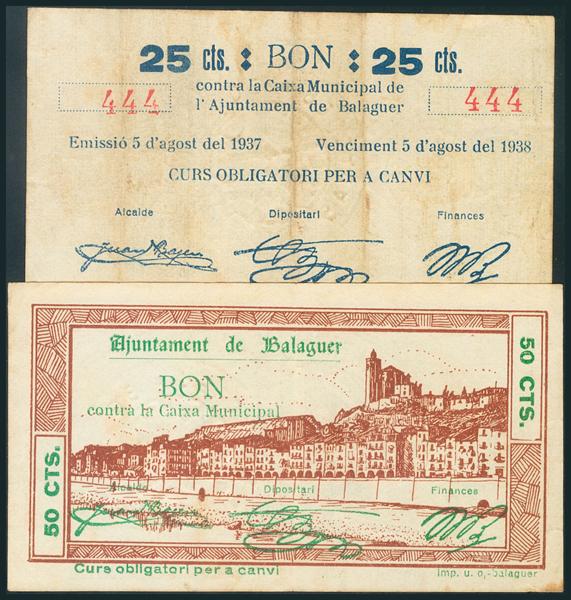 25 cts. : BON : 25 cts.
contra la Caixa Municipal de
l'Ajuntament de Balaguer
444 444
Emissió 5 d'agost del 1937 Venciment 5 d'agost del 1938
CURS OBLIGATORI PER A CANVI
Alcalde Dipositari Finances
Ajuntament de Balaguer
BON
contra la Caixa Municipal
50 CTS.
50 CTS.
Alcalde Dipositari Finances
Curs obligatori per a canvi
Imp. u. o,-balaguer